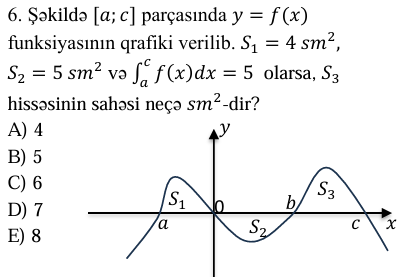 6. Şəkildə [a; c] parçasında y = f(x)
funksiyasının qrafiki verilib. S₁ = 4 sm²,
S₂ = 5 sm² və ∫ₐᶜ f(x)dx = 5 olarsa, S₃
hissəsinin sahəsi neçə sm²-dir?
A) 4
B) 5
C) 6
D) 7
E) 8
y
S₁ 0 b S₃
a S₂ c x